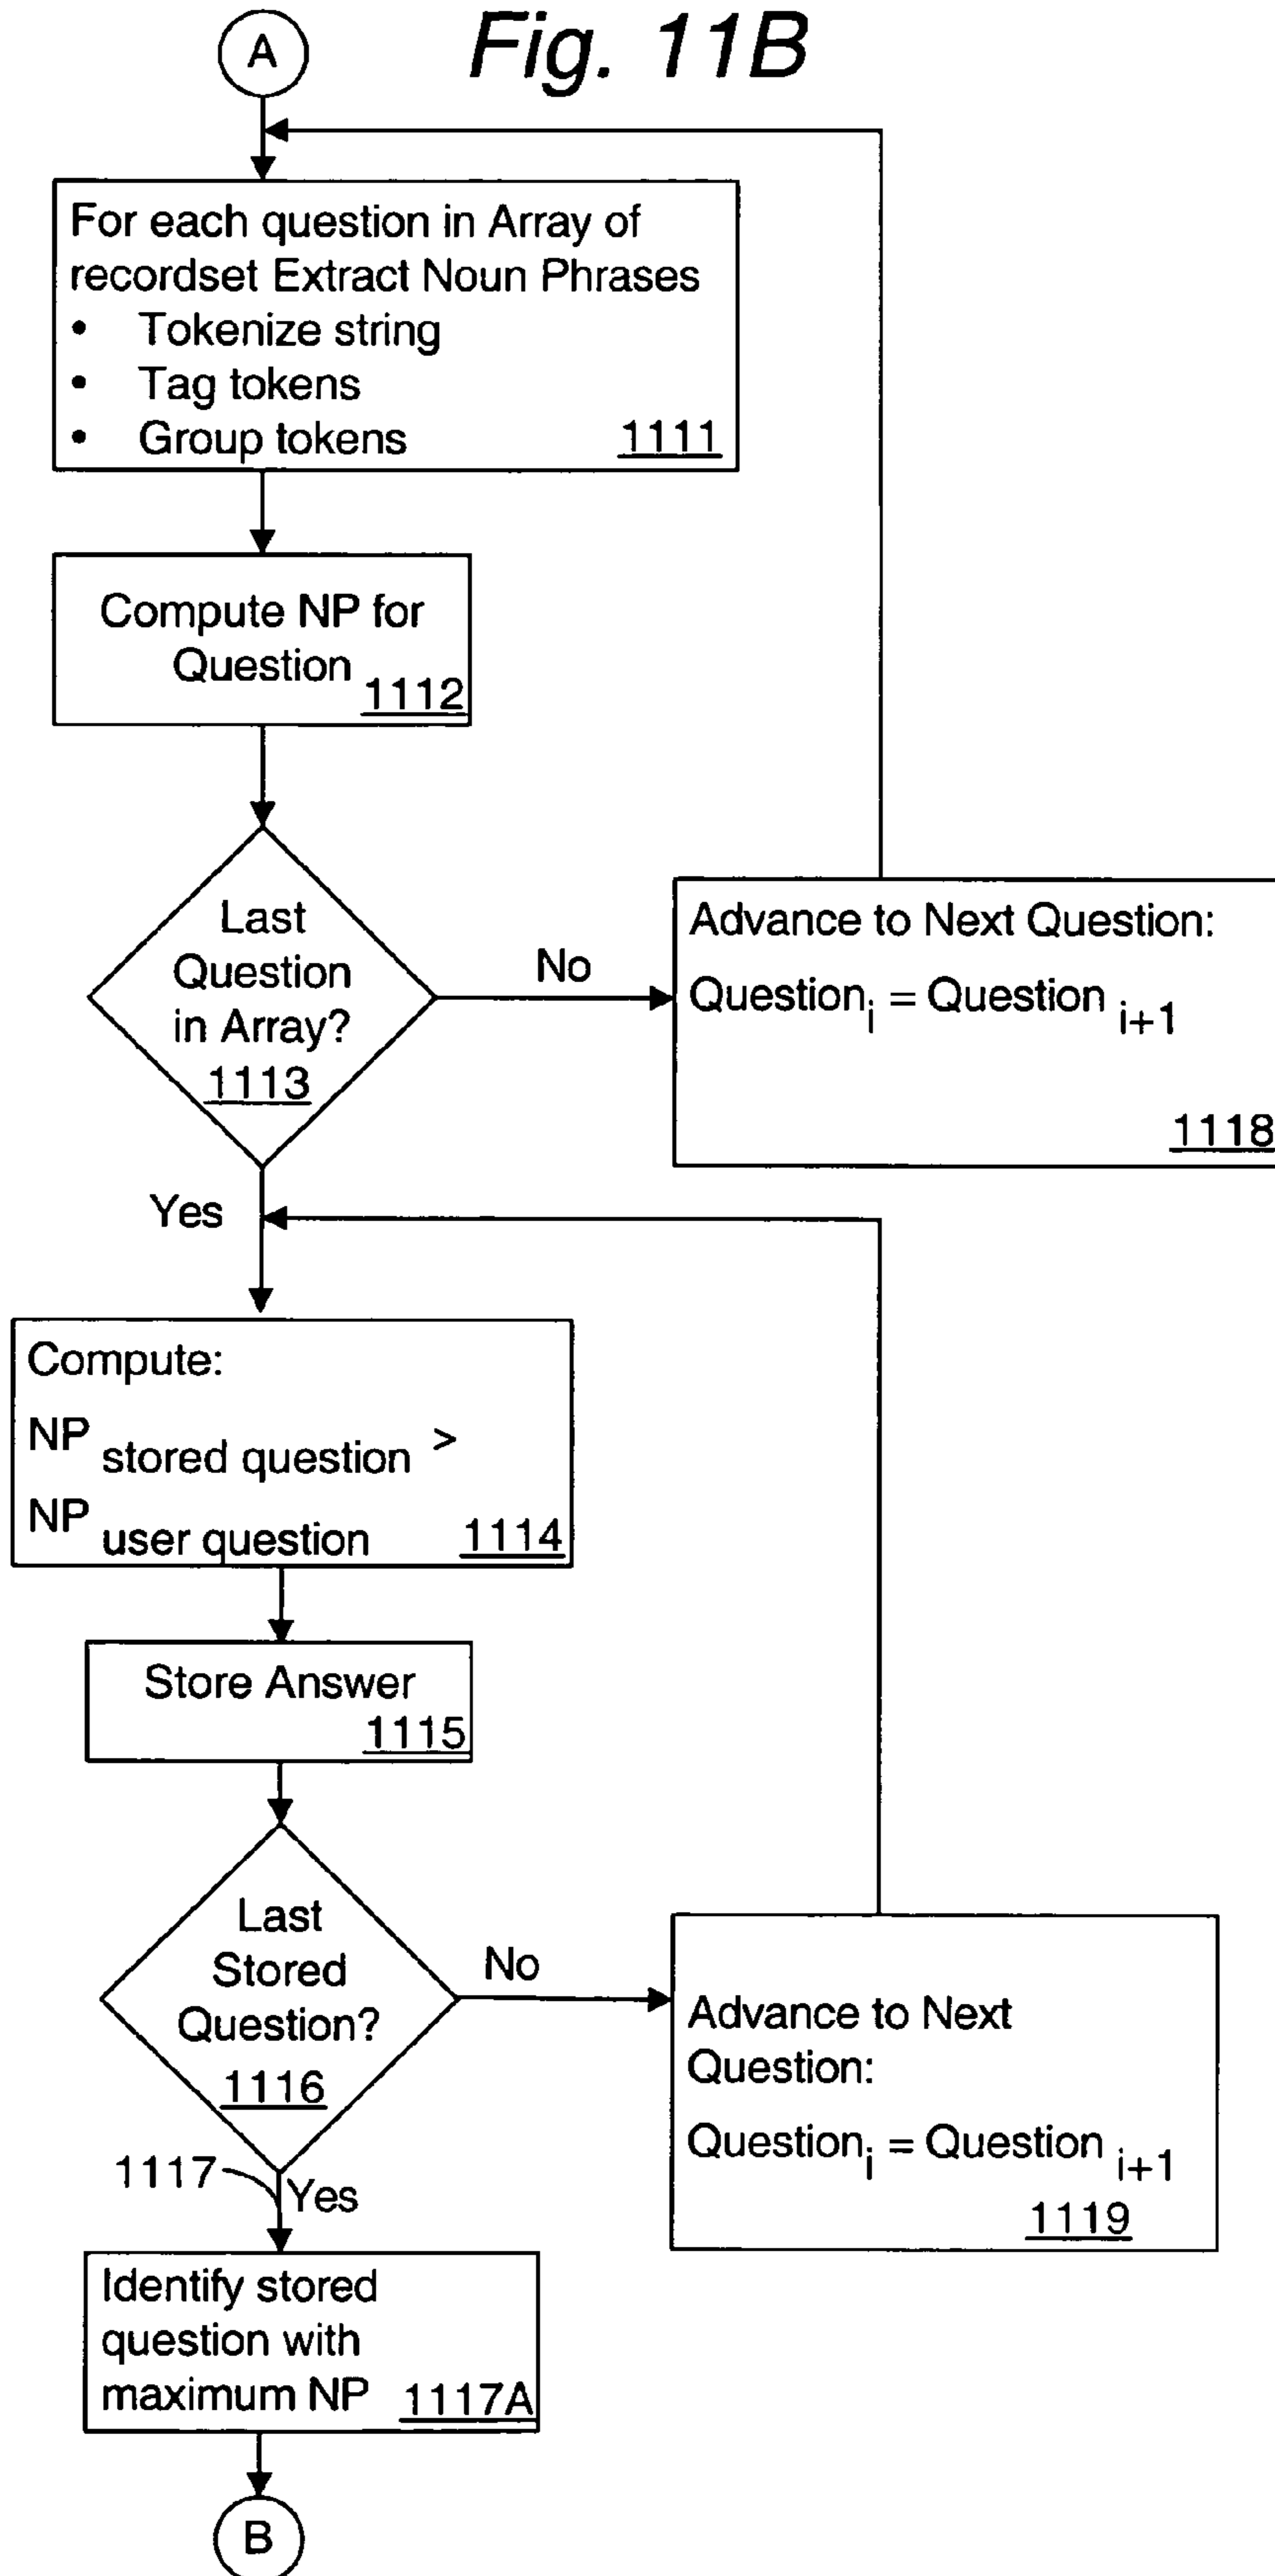 Fig. 11B
A
For each question in Array of
recordset Extract Noun Phrases
• Tokenize string
• Tag tokens
• Group tokens 1111
Compute NP for
Question 1112
Last
Question
in Array?
1113
No
Advance to Next Question:
Question i = Question i+1
1118
Yes
Compute:
NP stored question >
NP user question 1114
Store Answer
1115
Last
Stored
Question?
1116
No
Advance to Next
Question:
Question i = Question i+1
1119
1117
Yes
Identify stored
question with
maximum NP 1117A
B